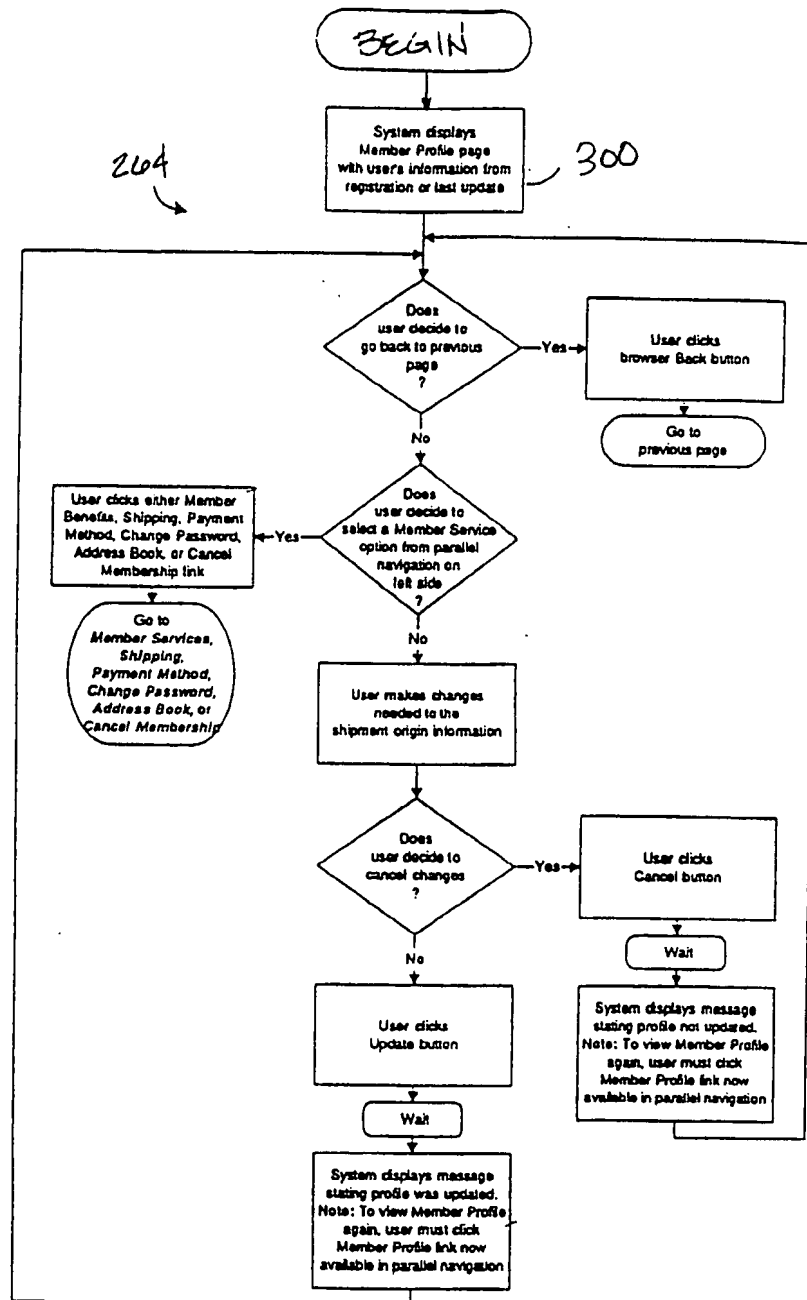 BEGIN
System displays
Member Profile page
with user's information from
registration or last update
300
264
Does
user decide to
go back to previous
page
?
Yes
User clicks
browser Back button
Go to
previous page
No
Does
user decide to
select a Member Service
option from parallel
navigation on
left side
?
Yes
User clicks either Member
Benefits, Shipping, Payment
Method, Change Password,
Address Book, or Cancel
Membership link
Go to
Member Services,
Shipping,
Payment Method,
Change Password,
Address Book, or
Cancel Membership
No
User makes changes
needed to the
shipment origin information
Does
user decide to
cancel changes
?
Yes
User clicks
Cancel button
Wait
System displays message
stating profile not updated.
Note: To view Member Profile
again, user must click
Member Profile link now
available in parallel navigation
No
User clicks
Update button
Wait
System displays message
stating profile was updated.
Note: To view Member Profile
again, user must click
Member Profile link now
available in parallel navigation